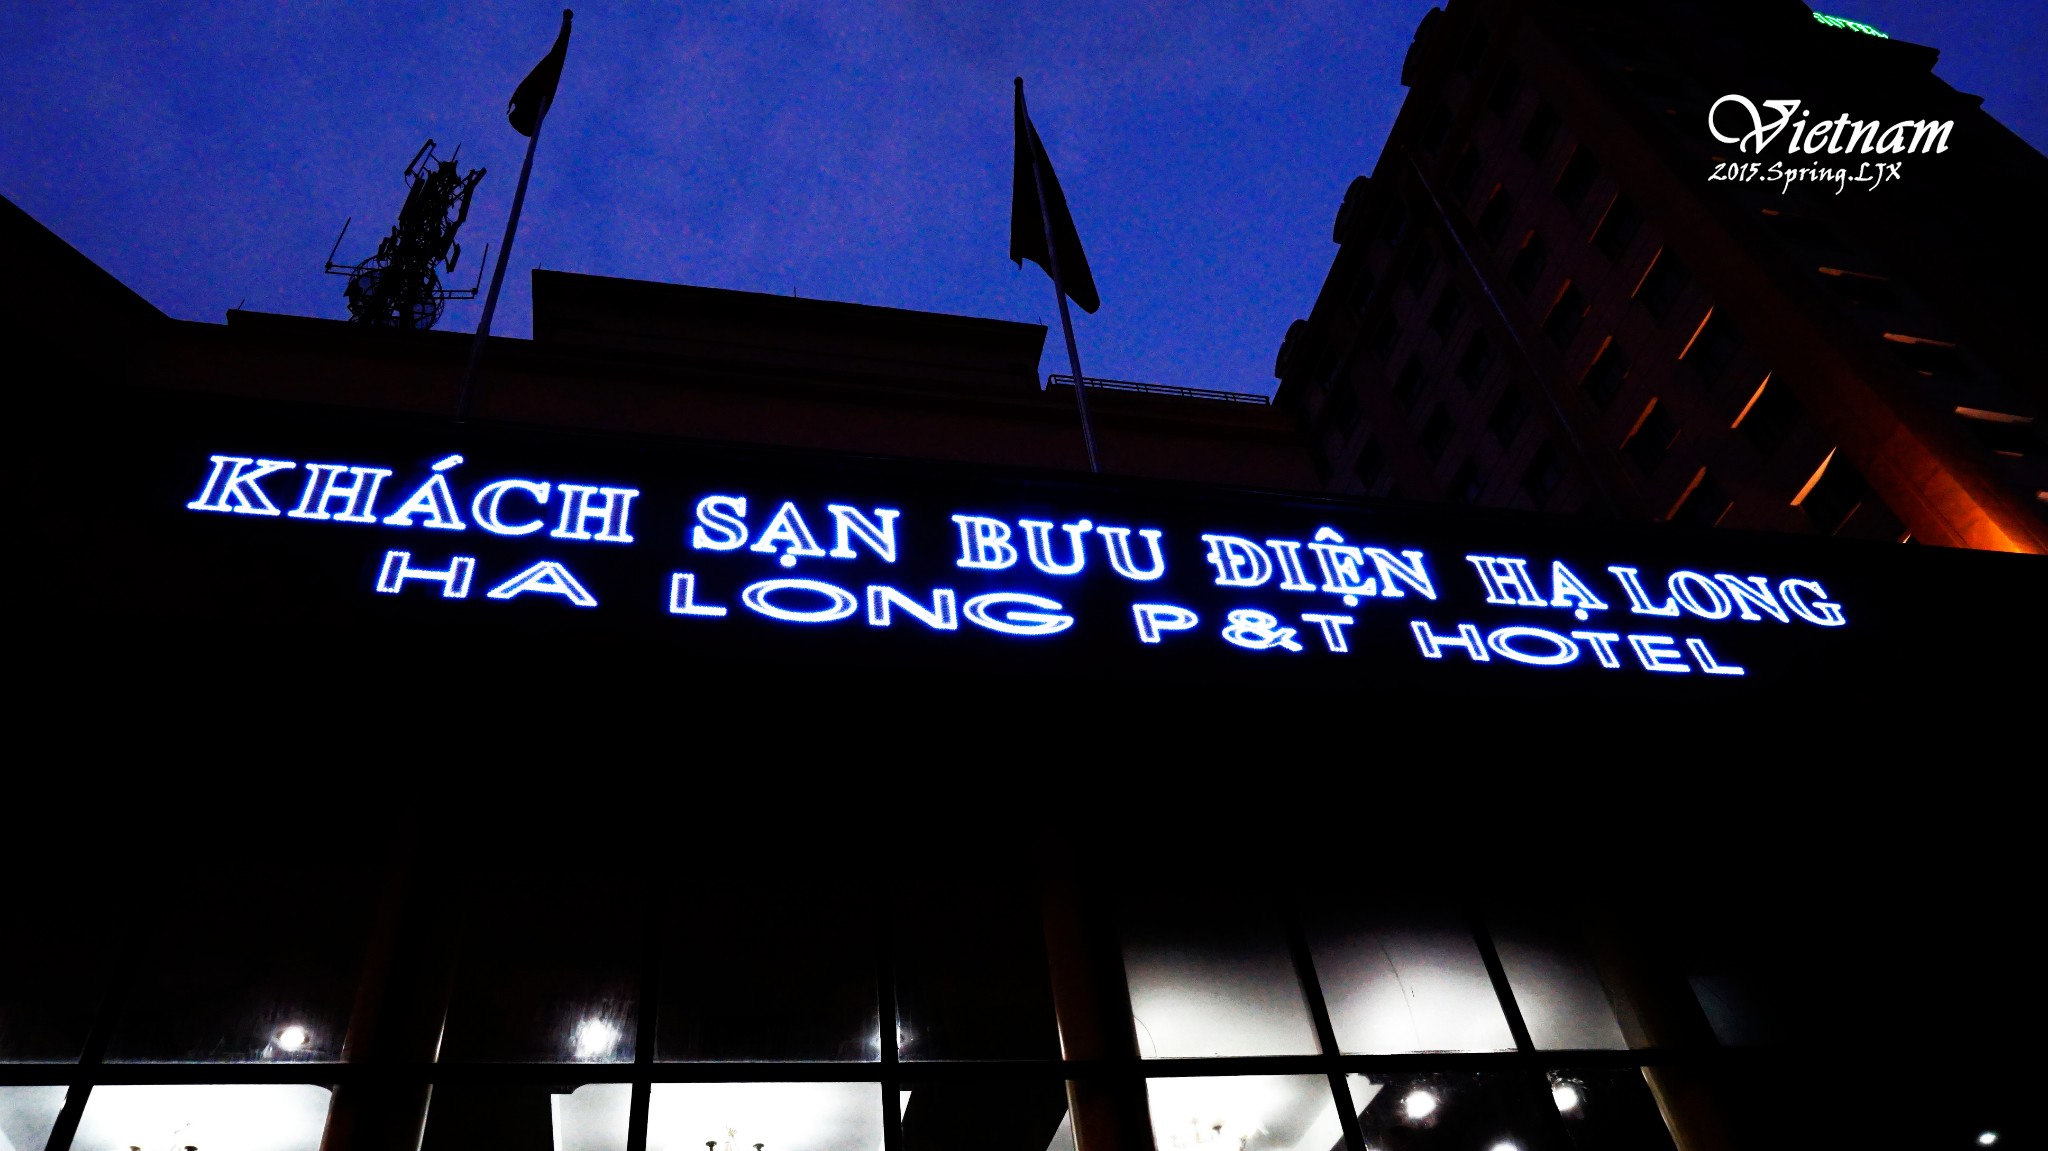 Vietnam
2015.Spring.LJX
KHÁCH SẠN BƯU ĐIỆN HẠ LONG
HA LONG P&T HOTEL